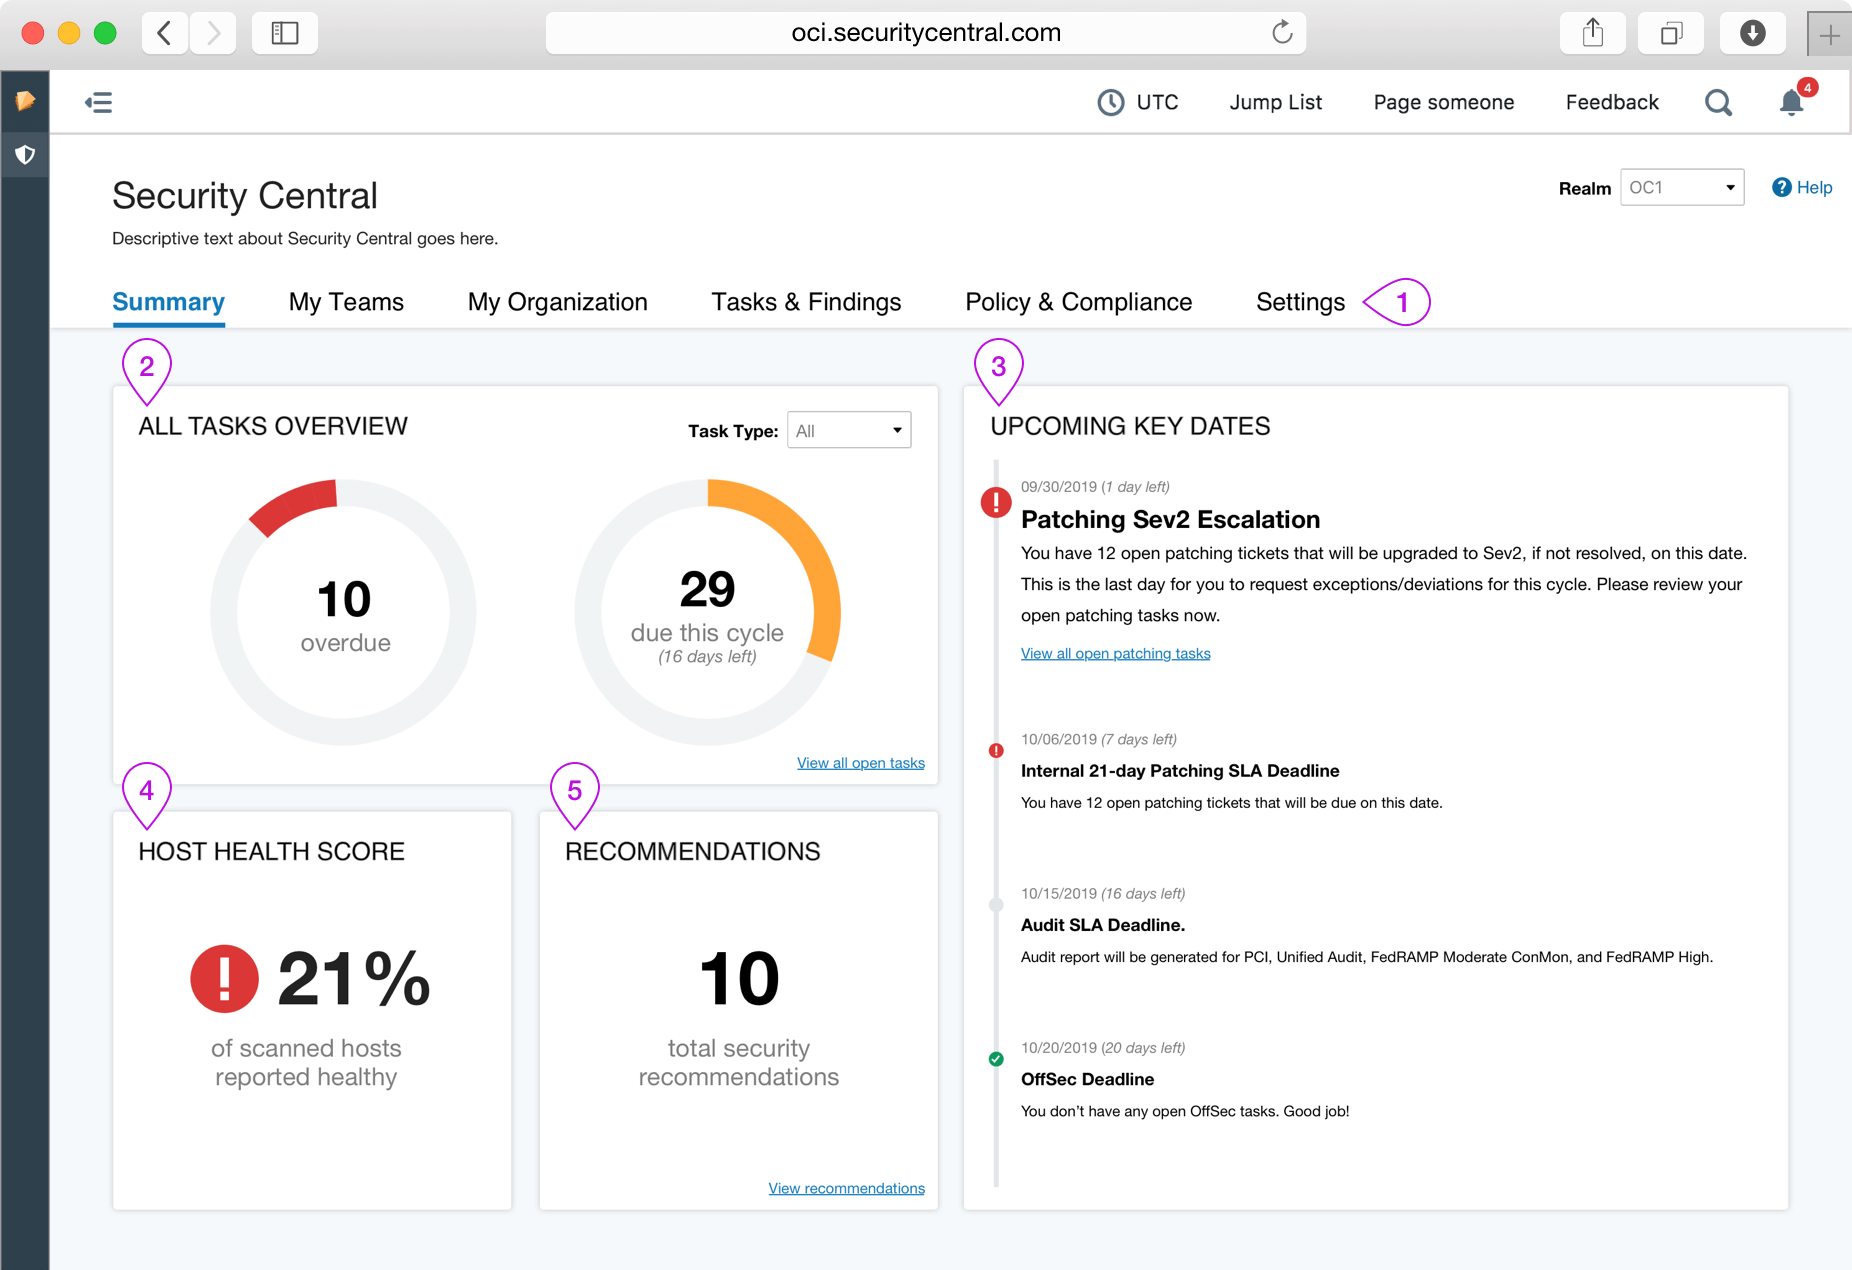 oci.securitycentral.com
UTC
Jump List
Page someone
Feedback
4
Security Central
Descriptive text about Security Central goes here.
Realm
OC1
? Help
Summary
My Teams
My Organization
Tasks & Findings
Policy & Compliance
Settings
1
2
ALL TASKS OVERVIEW
Task Type:
All
10
overdue
29
due this cycle
(16 days left)
View all open tasks
3
UPCOMING KEY DATES
09/30/2019 (1 day left)
!
Patching Sev2 Escalation
You have 12 open patching tickets that will be upgraded to Sev2, if not resolved, on this date.
This is the last day for you to request exceptions/deviations for this cycle. Please review your
open patching tasks now.
View all open patching tasks
10/06/2019 (7 days left)
!
Internal 21-day Patching SLA Deadline
You have 12 open patching tickets that will be due on this date.
10/15/2019 (16 days left)
Audit SLA Deadline.
Audit report will be generated for PCI, Unified Audit, FedRAMP Moderate ConMon, and FedRAMP High.
10/20/2019 (20 days left)
OffSec Deadline
You don’t have any open OffSec tasks. Good job!
4
HOST HEALTH SCORE
! 21%
of scanned hosts
reported healthy
5
RECOMMENDATIONS
10
total security
recommendations
View recommendations